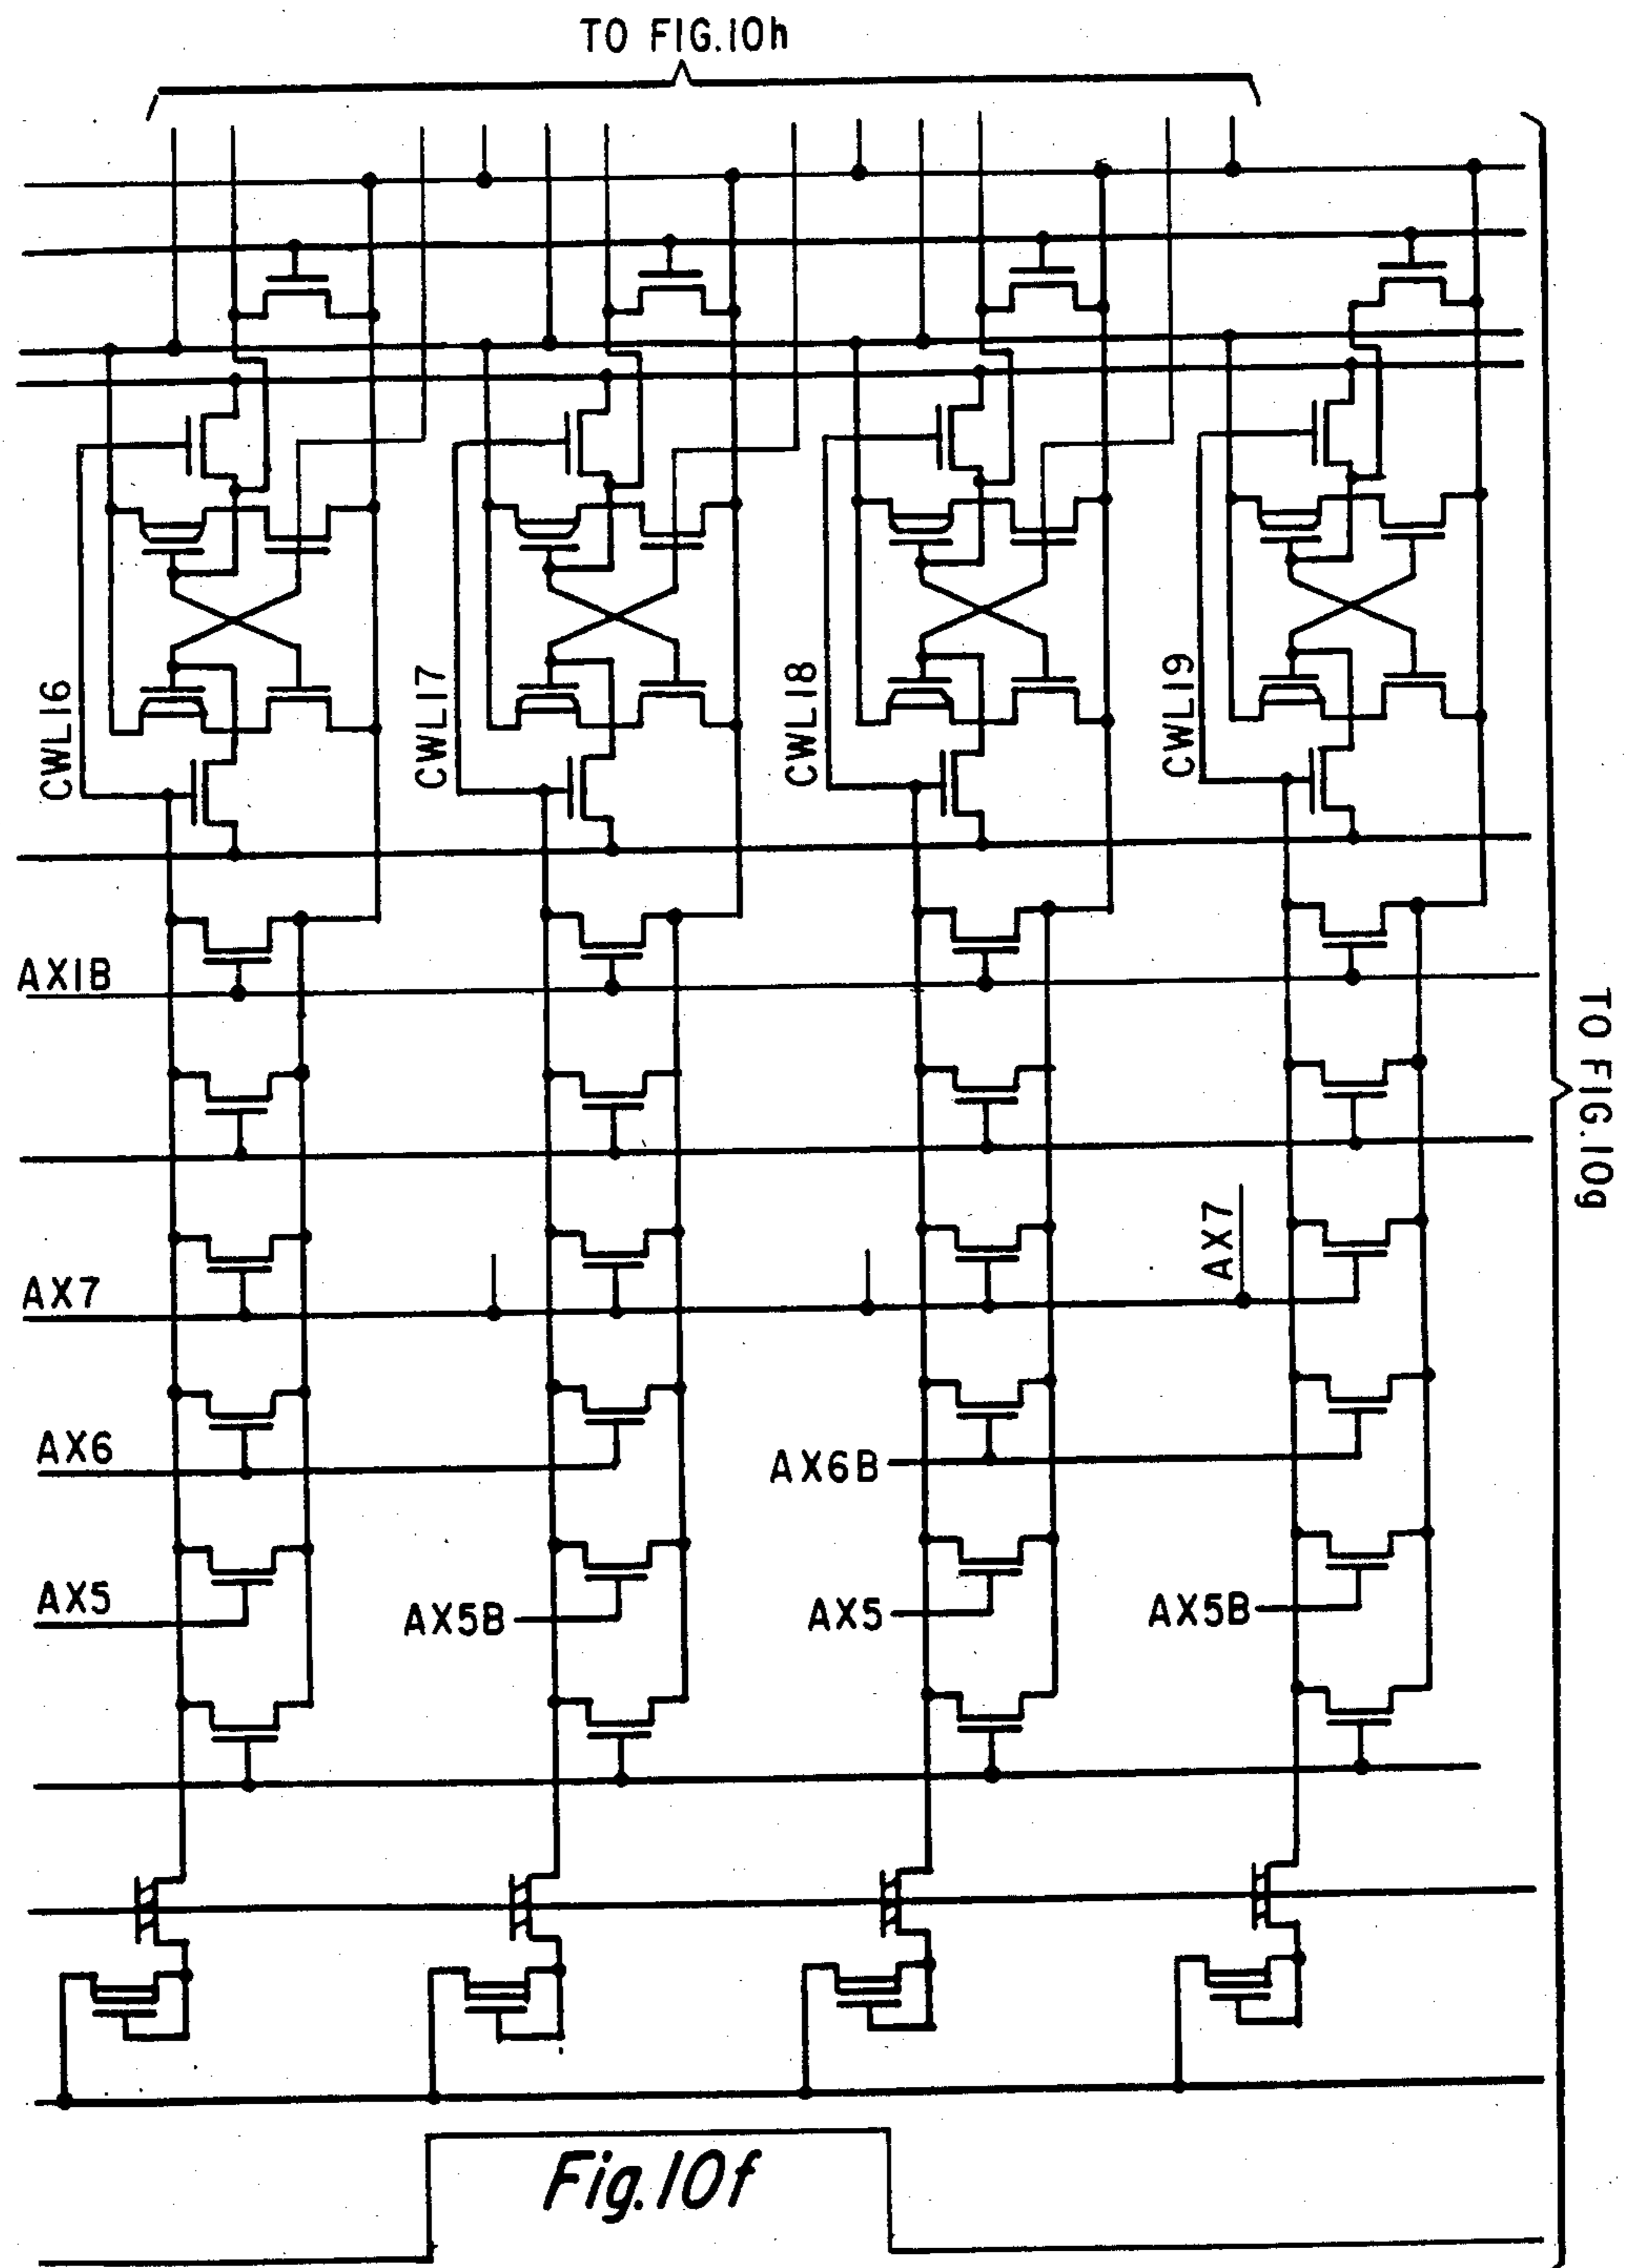 TO FIG.10h
CWL16
CWL17
CWL18
CWL19
AX1B
TO FIG.10g
AX7
AX7
AX6
AX6B
AX5
AX5B
AX5
AX5B
Fig.10f